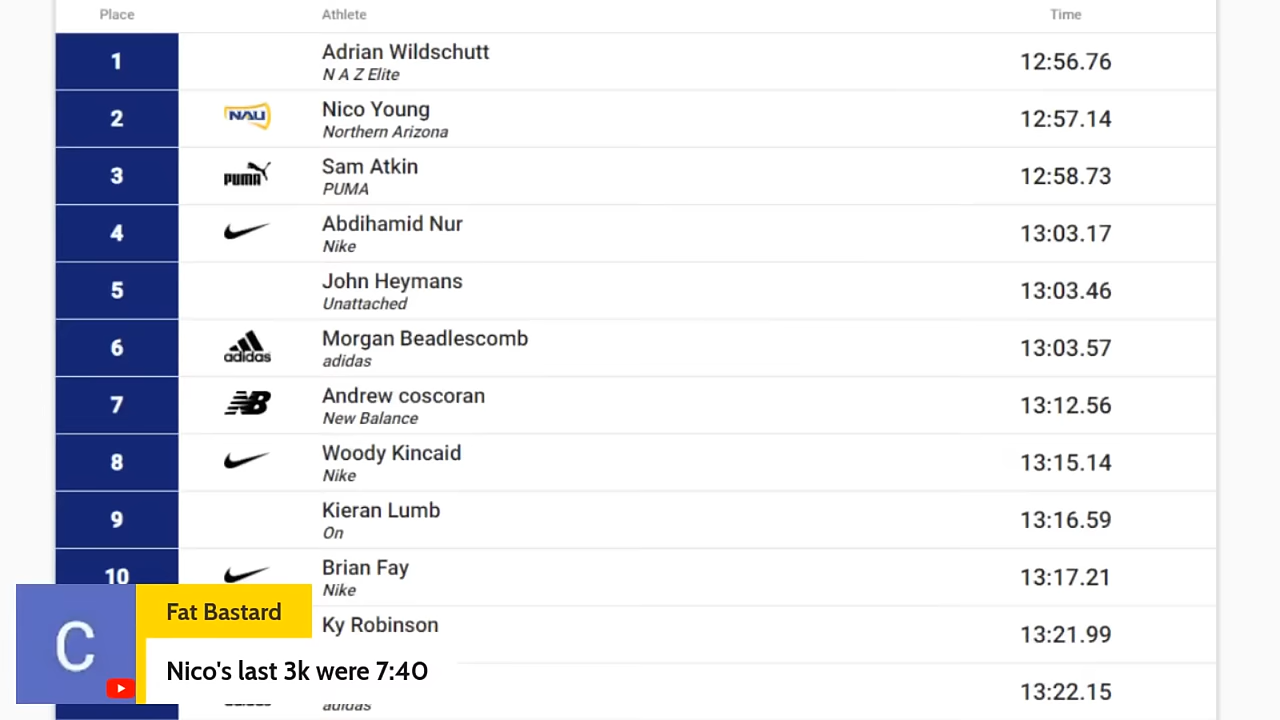 Place Athlete Time
1 Adrian Wildschutt 12:56.76
N A Z Elite
2 NAU Nico Young 12:57.14
Northern Arizona
3 PUMA Sam Atkin 12:58.73
PUMA
4 Abdihamid Nur 13:03.17
Nike
5 John Heymans 13:03.46
Unattached
6 adidas Morgan Beadlescomb 13:03.57
adidas
7 NB Andrew coscoran 13:12.56
New Balance
8 Woody Kincaid 13:15.14
Nike
9 Kieran Lumb 13:16.59
On
10 Brian Fay 13:17.21
Nike
Ky Robinson 13:21.99
13:22.15
adidas
C
Fat Bastard
Nico's last 3k were 7:40